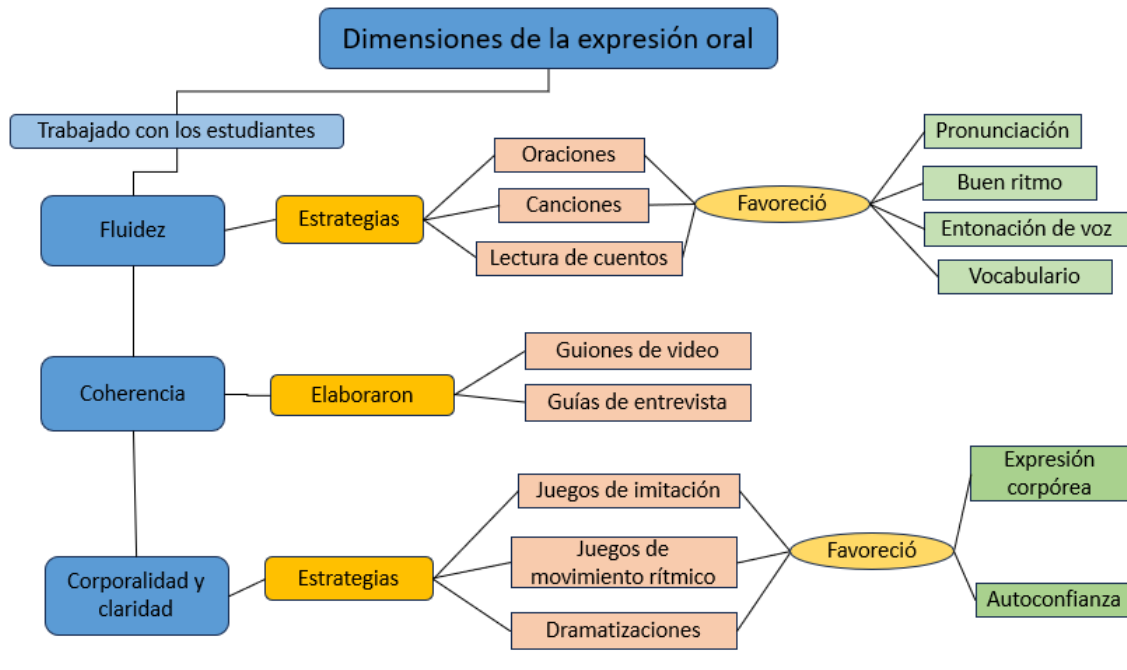 Dimensiones de la expresión oral
Trabajado con los estudiantes
Fluidez
Estrategias
Oraciones
Canciones
Lectura de cuentos
Favoreció
Pronunciación
Buen ritmo
Entonación de voz
Vocabulario
Coherencia
Elaboraron
Guiones de video
Guías de entrevista
Corporalidad y
claridad
Estrategias
Juegos de imitación
Juegos de
movimiento rítmico
Dramatizaciones
Favoreció
Expresión
corpórea
Autoconfianza